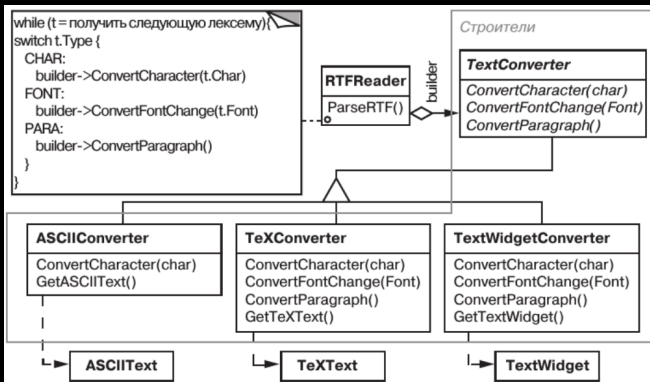 while (t = получить следующую лексему){
switch t.Type {
CHAR:
builder->ConvertCharacter(t.Char)
FONT:
builder->ConvertFontChange(t.Font)
PARA:
builder->ConvertParagraph()
}
}
RTFReader
ParseRTF()
builder
Строители
TextConverter
ConvertCharacter(char)
ConvertFontChange(Font)
ConvertParagraph()
ASCIIConverter
ConvertCharacter(char)
GetASCIIText()
TeXConverter
ConvertCharacter(char)
ConvertFontChange(Font)
ConvertParagraph()
GetTeXText()
TextWidgetConverter
ConvertCharacter(char)
ConvertFontChange(Font)
ConvertParagraph()
GetTextWidget()
ASCIIText
TeXText
TextWidget